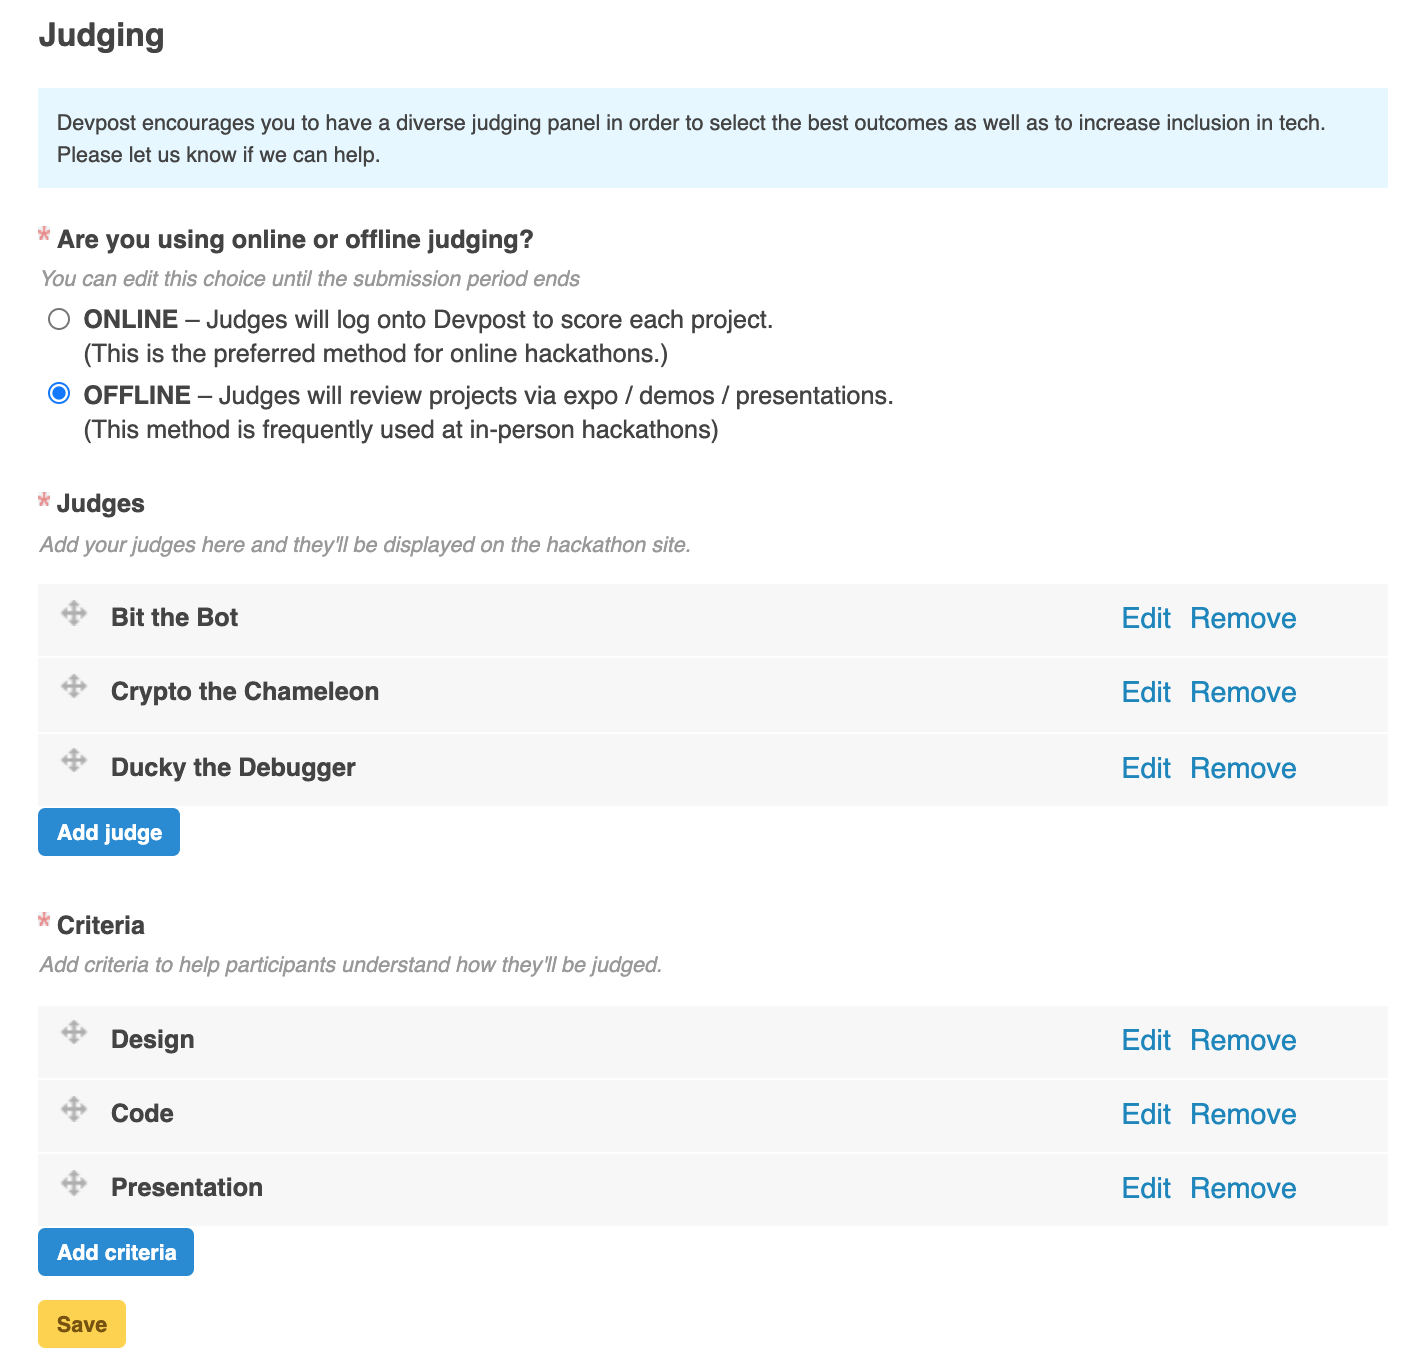 Judging
Devpost encourages you to have a diverse judging panel in order to select the best outcomes as well as to increase inclusion in tech.
Please let us know if we can help.
* Are you using online or offline judging?
You can edit this choice until the submission period ends
ONLINE – Judges will log onto Devpost to score each project.
(This is the preferred method for online hackathons.)
OFFLINE – Judges will review projects via expo / demos / presentations.
(This method is frequently used at in-person hackathons)
* Judges
Add your judges here and they'll be displayed on the hackathon site.
Bit the Bot Edit Remove
Crypto the Chameleon Edit Remove
Ducky the Debugger Edit Remove
Add judge
* Criteria
Add criteria to help participants understand how they'll be judged.
Design Edit Remove
Code Edit Remove
Presentation Edit Remove
Add criteria
Save